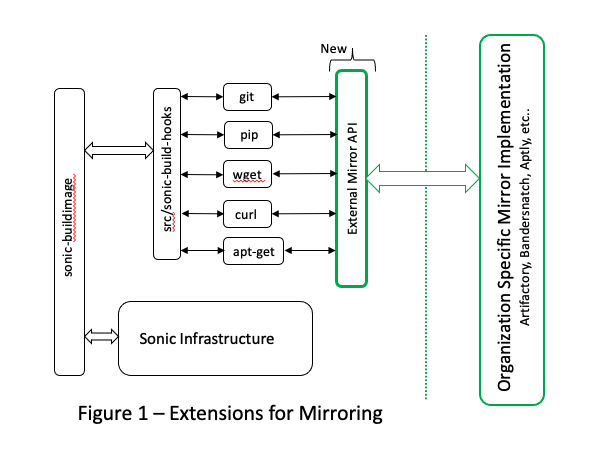 New
sonic-buildimage
src/sonic-build-hooks
git
pip
wget
curl
apt-get
External Mirror API
Organization Specific Mirror Implementation
Artifactory, Bandersnatch, Aptly, etc..
Sonic Infrastructure
Figure 1 – Extensions for Mirroring